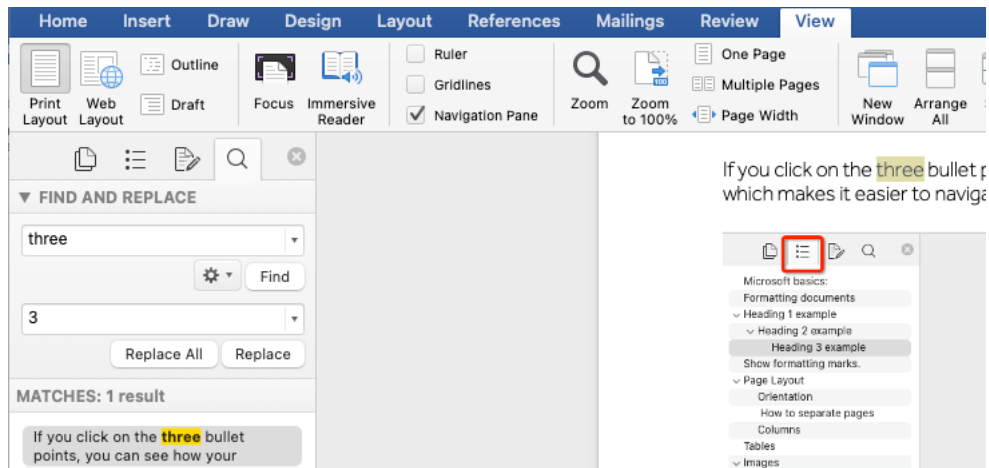 Home Insert Draw Design Layout References Mailings Review View
Print Layout
Web Layout
Outline
Draft
Focus
Immersive Reader
Ruler
Gridlines
Navigation Pane
Zoom
Zoom to 100%
100
One Page
Multiple Pages
Page Width
New Window
Arrange All
FIND AND REPLACE
three
Find
3
Replace All Replace
MATCHES: 1 result
If you click on the three bullet
points, you can see how your
If you click on the three bullet
which makes it easier to
Microsoft basics:
Formatting documents
Heading 1 example
Heading 2 example
Heading 3 example
Show formatting marks.
Page Layout
Orientation
How to separate pages
Columns
Tables
Images